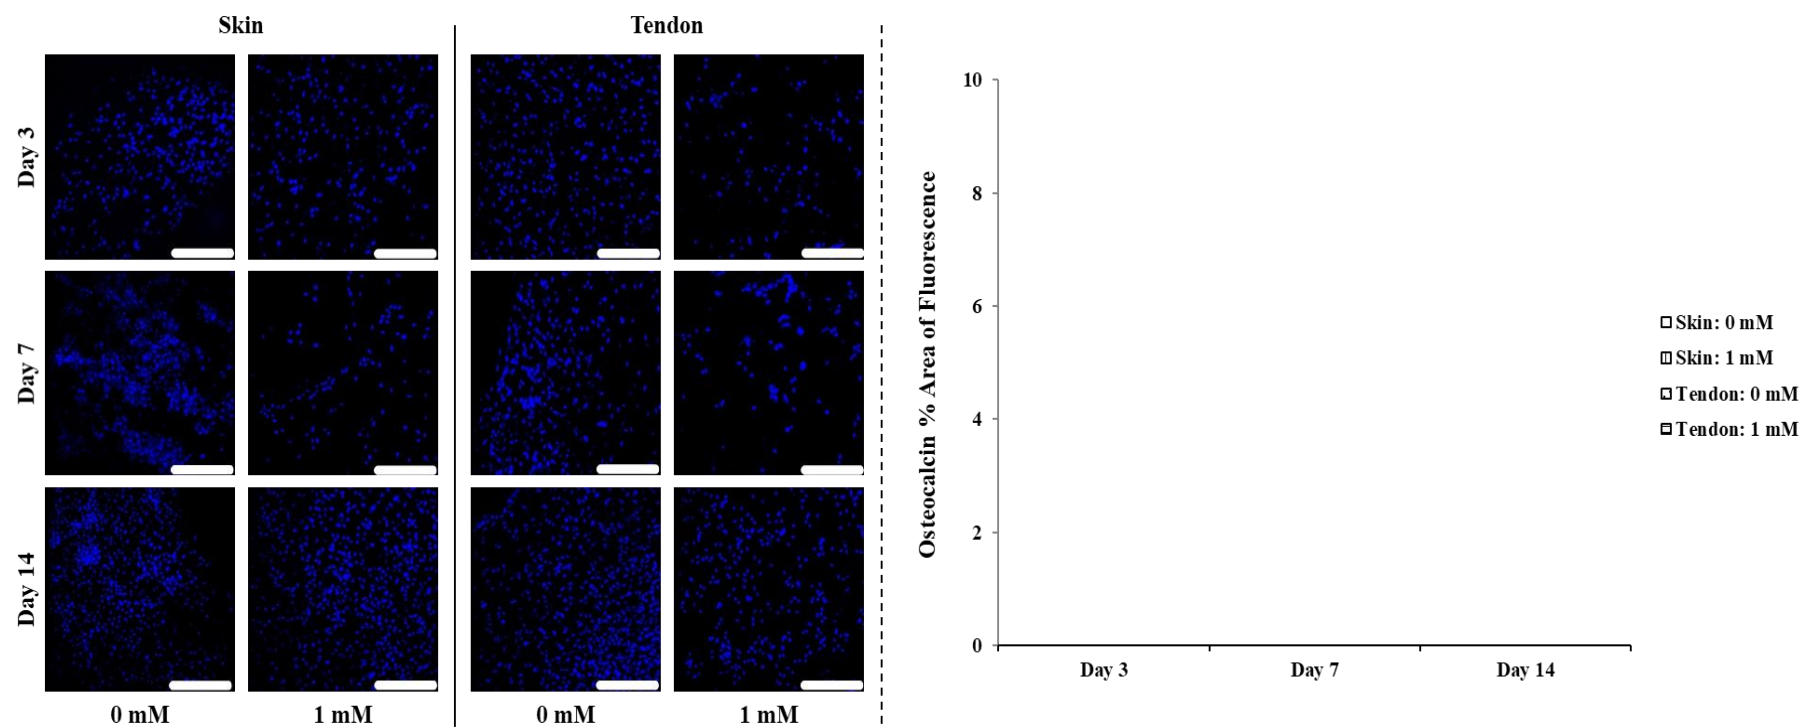 Skin
Tendon
Day 3
Day 7
Day 14
0 mM
1 mM
0 mM
1 mM
Osteocalcin % Area of Fluorescence
10
8
6
4
2
0
Day 3
Day 7
Day 14
Skin: 0 mM
Skin: 1 mM
Tendon: 0 mM
Tendon: 1 mM